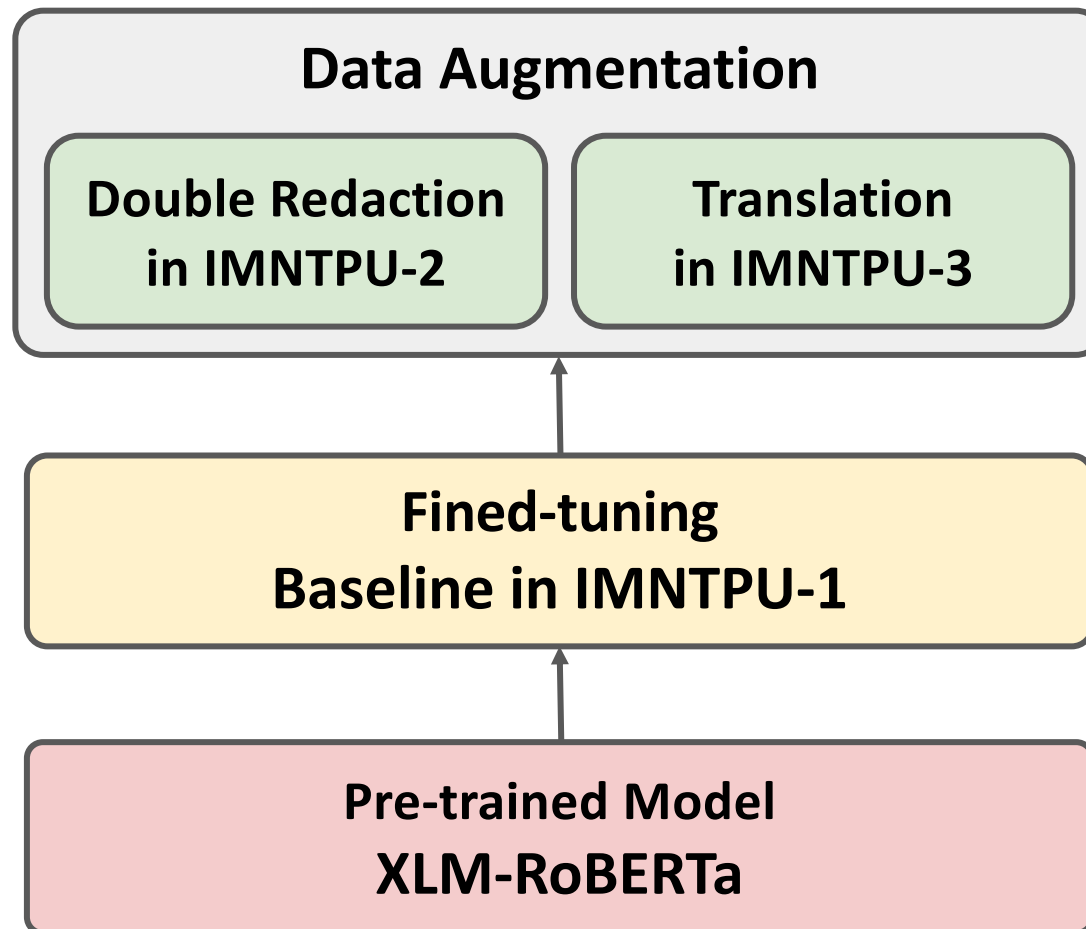 Data Augmentation
Double Redaction
in IMNTPU-2
Translation
in IMNTPU-3
Fined-tuning
Baseline in IMNTPU-1
Pre-trained Model
XLM-RoBERTa